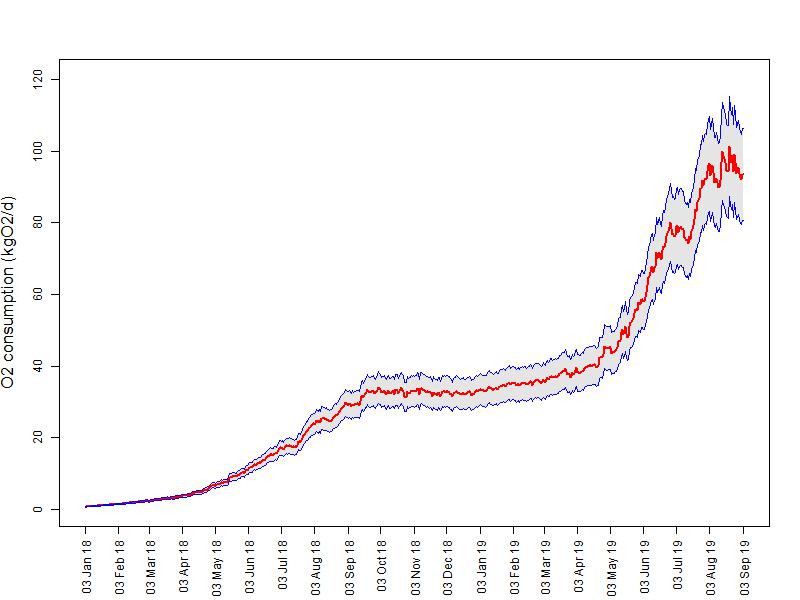 O2 consumption (kgO2/d)
120
100
80
60
40
20
0
03 Jan 18
03 Feb 18
03 Mar 18
03 Apr 18
03 May 18
03 Jun 18
03 Jul 18
03 Aug 18
03 Sep 18
03 Oct 18
03 Nov 18
03 Dec 18
03 Jan 19
03 Feb 19
03 Mar 19
03 Apr 19
03 May 19
03 Jun 19
03 Jul 19
03 Aug 19
03 Sep 19